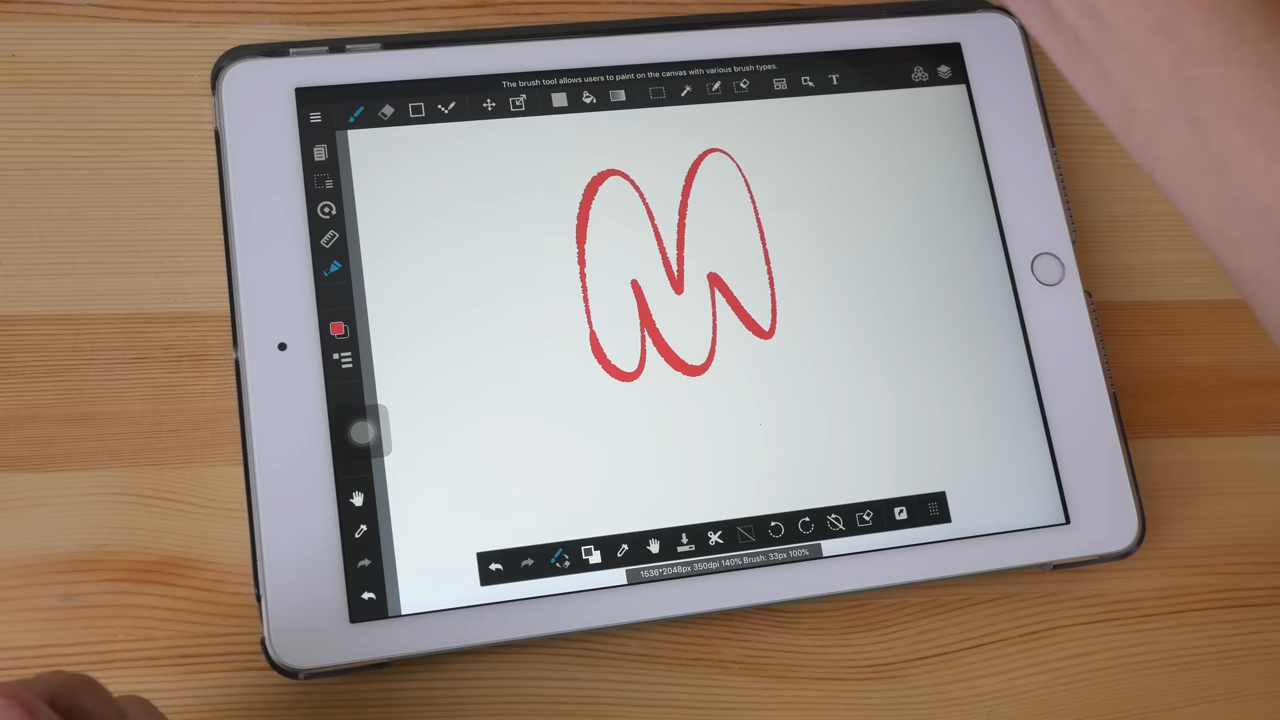 The brush tool allows users to paint on the canvas with various brush types.
T
1536*2048px 350dpi 140% Brush: 33px 100%